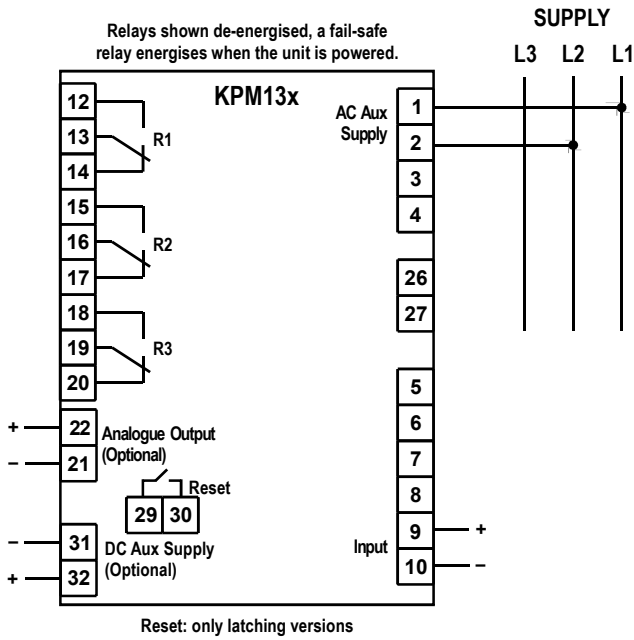 Relays shown de-energised, a fail-safe
relay energises when the unit is powered.
SUPPLY
L3 L2 L1
KPM13x
12
13
14
R1
15
16
17
R2
18
19
20
R3
+ 22
− 21
Analogue Output
(Optional)
Reset
29 30
− 31
+ 32
DC Aux Supply
(Optional)
AC Aux
Supply
1
2
3
4
26
27
5
6
7
8
Input
9 +
10 −
Reset: only latching versions